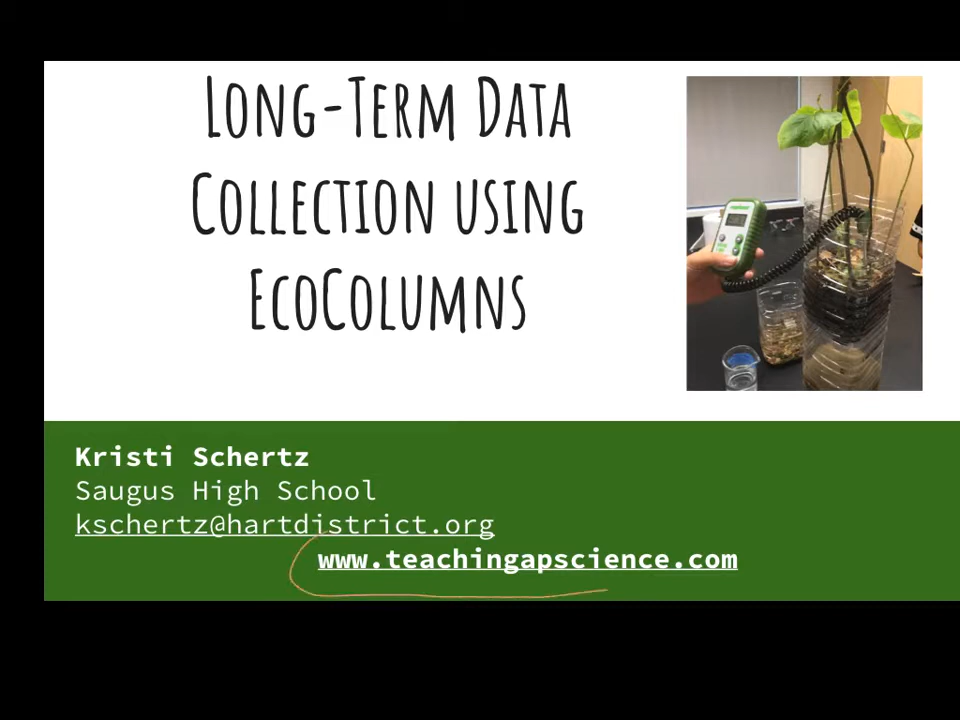 Long-Term Data
Collection using
EcoColumns
Kristi Schertz
Saugus High School
kschertz@hartdistrict.org
www.teachingapscience.com